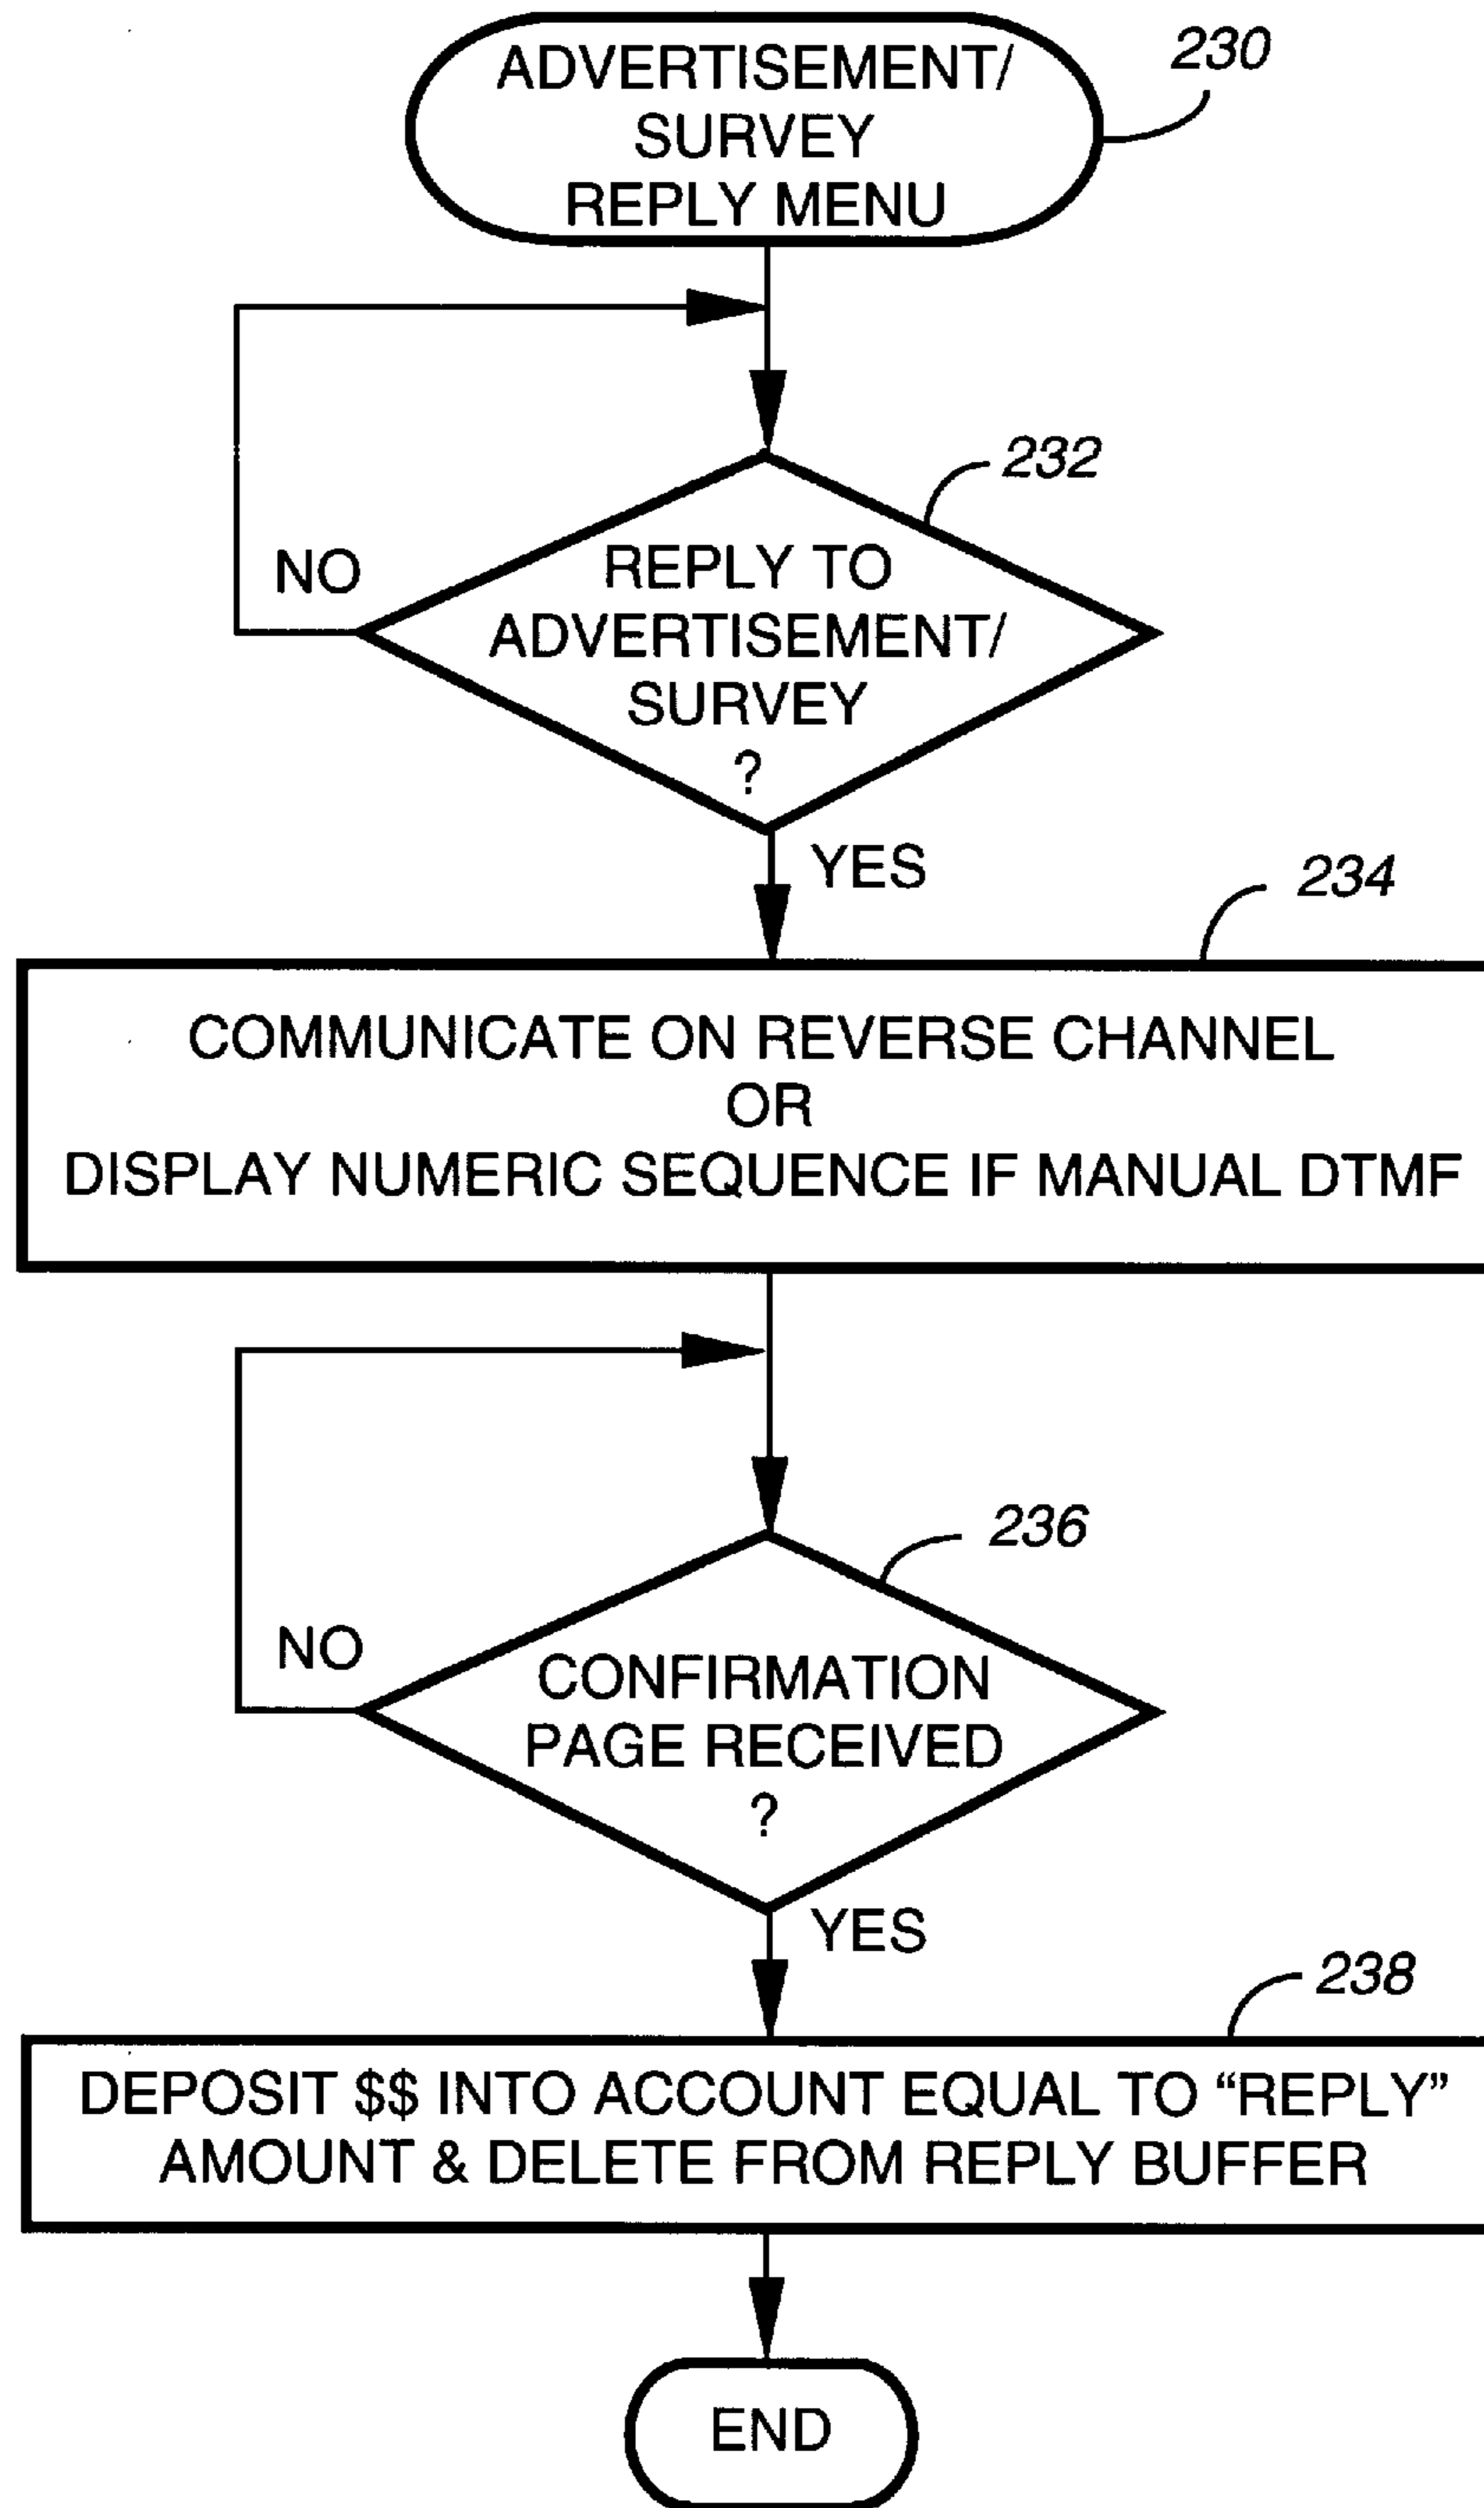 ADVERTISEMENT/
SURVEY
REPLY MENU
230
232
REPLY TO
ADVERTISEMENT/
SURVEY
?
NO
YES
234
COMMUNICATE ON REVERSE CHANNEL
OR
DISPLAY NUMERIC SEQUENCE IF MANUAL DTMF
236
CONFIRMATION
PAGE RECEIVED
?
NO
YES
238
DEPOSIT $$ INTO ACCOUNT EQUAL TO “REPLY”
AMOUNT & DELETE FROM REPLY BUFFER
END